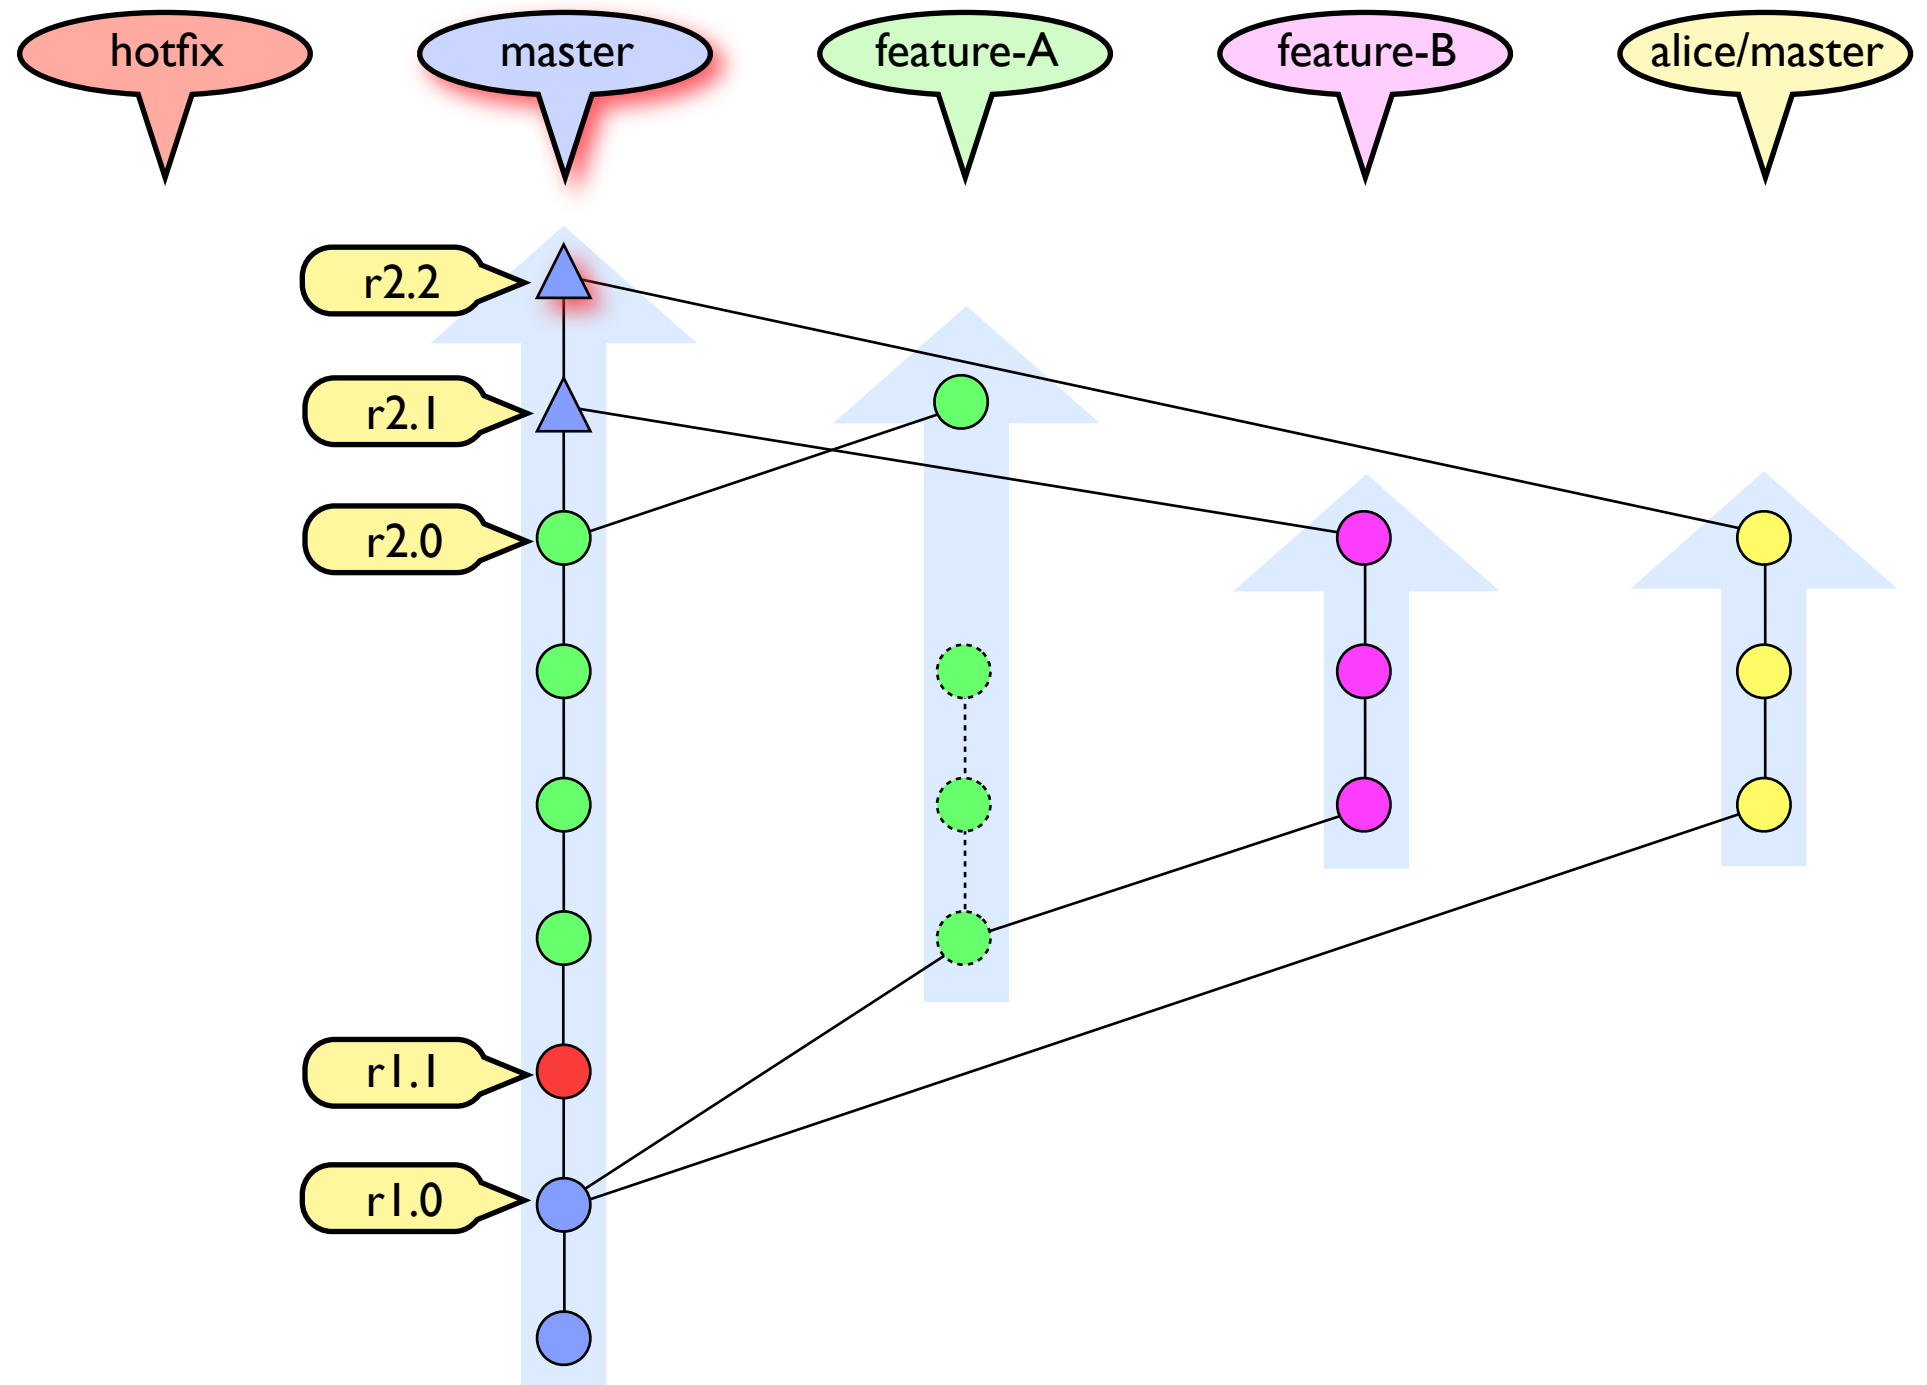 hotfix
master
feature-A
feature-B
alice/master
r2.2
r2.1
r2.0
r1.1
r1.0